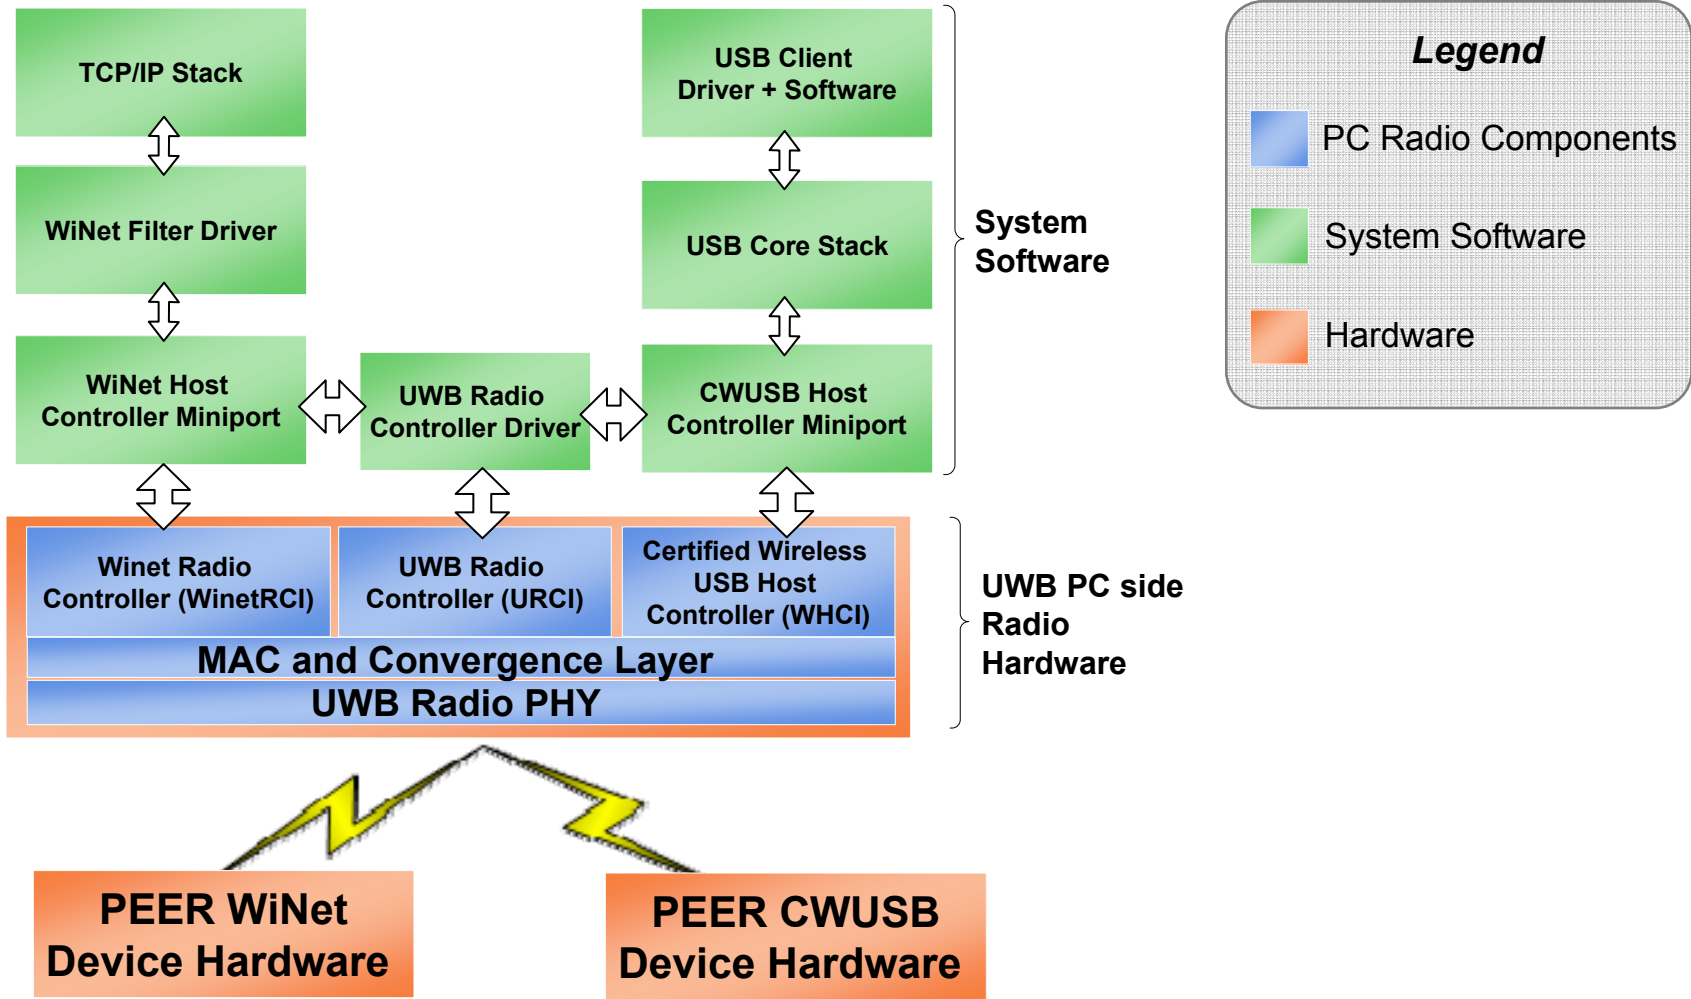 TCP/IP Stack
WiNet Filter Driver
WiNet Host
Controller Miniport
UWB Radio
Controller Driver
USB Client
Driver + Software
USB Core Stack
CWUSB Host
Controller Miniport
System
Software
Winet Radio
Controller (WinetRCI)
UWB Radio
Controller (URCI)
Certified Wireless
USB Host
Controller (WHCI)
MAC and Convergence Layer
UWB Radio PHY
UWB PC side
Radio
Hardware
PEER WiNet
Device Hardware
PEER CWUSB
Device Hardware
Legend
PC Radio Components
System Software
Hardware